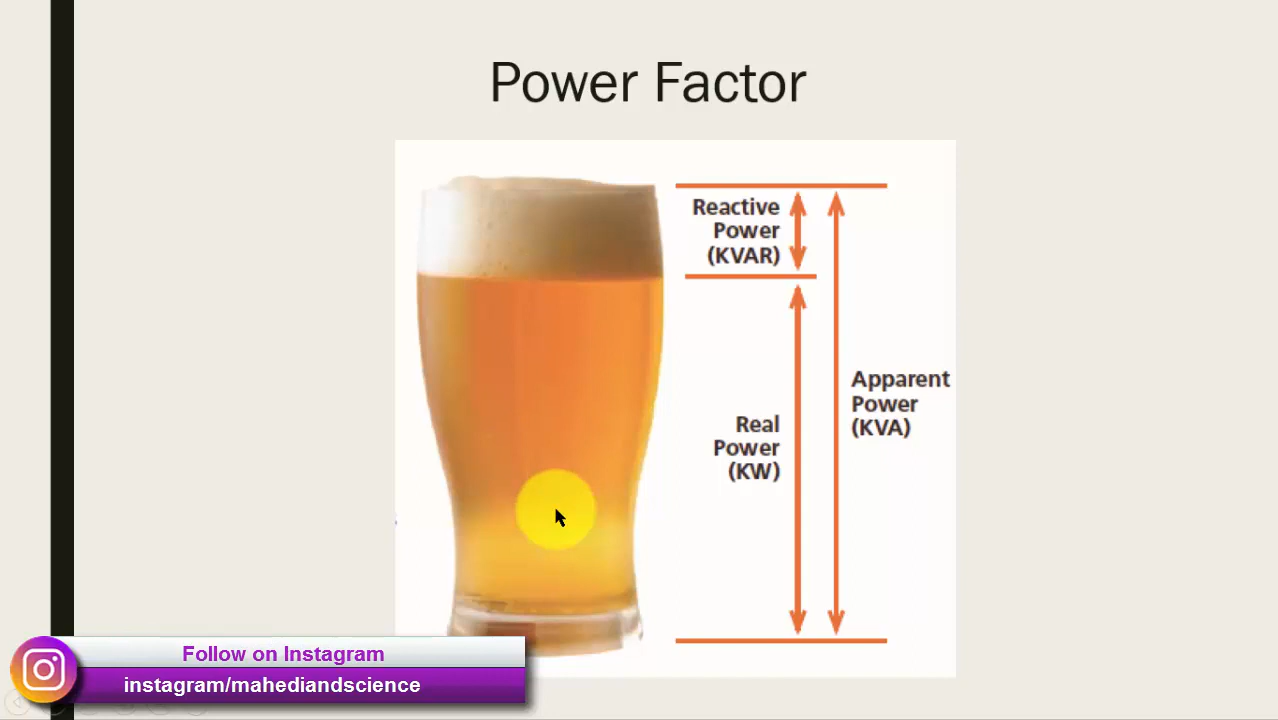 Power Factor
Reactive
Power
(KVAR)
Apparent
Power
(KVA)
Real
Power
(KW)
Follow on Instagram
instagram/mahediandscience